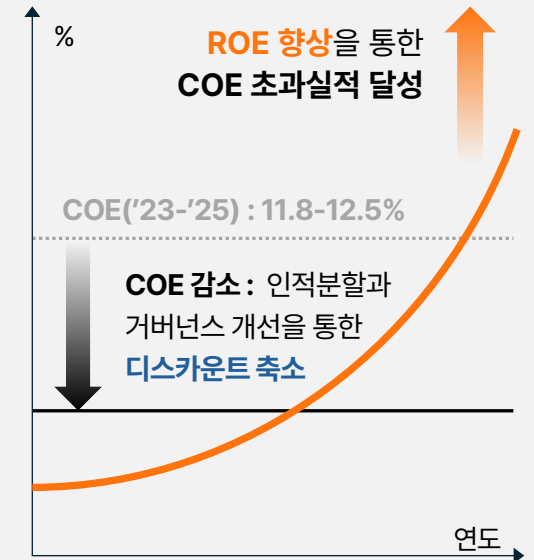 %
ROE 향상을 통한
COE 초과실적 달성
COE('23-'25) : 11.8-12.5%
COE 감소 : 인적분할과
거버넌스 개선을 통한
디스카운트 축소
연도